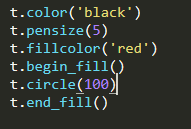 t.color('black')
t.pensize(5)
t.fillcolor('red')
t.begin_fill()
t.circle(100)
t.end_fill()